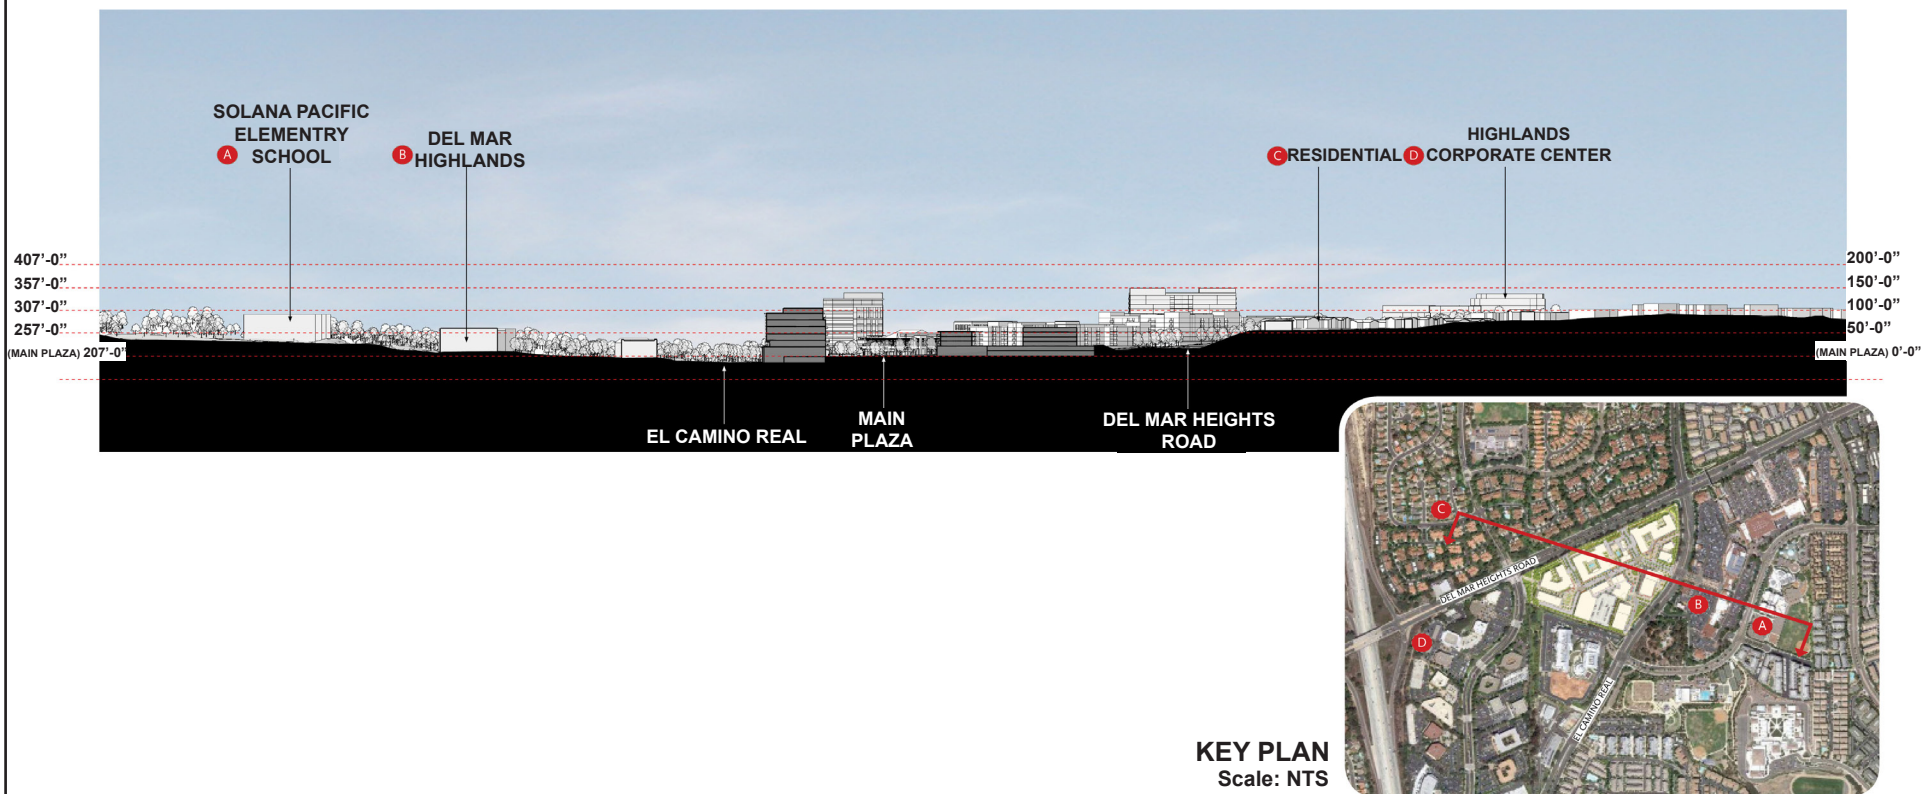 SOLANA PACIFIC
ELEMENTRY
A SCHOOL
DEL MAR
B HIGHLANDS
C RESIDENTIAL
HIGHLANDS
D CORPORATE CENTER
407’-0”
357’-0”
307’-0”
257’-0”
(MAIN PLAZA) 207’-0”
200’-0”
150’-0”
100’-0”
50’-0”
(MAIN PLAZA) 0’-0”
EL CAMINO REAL
MAIN
PLAZA
DEL MAR HEIGHTS
ROAD
C
DEL MAR HEIGHTS ROAD
B
A
D
EL CAMINO REAL
KEY PLAN
Scale: NTS